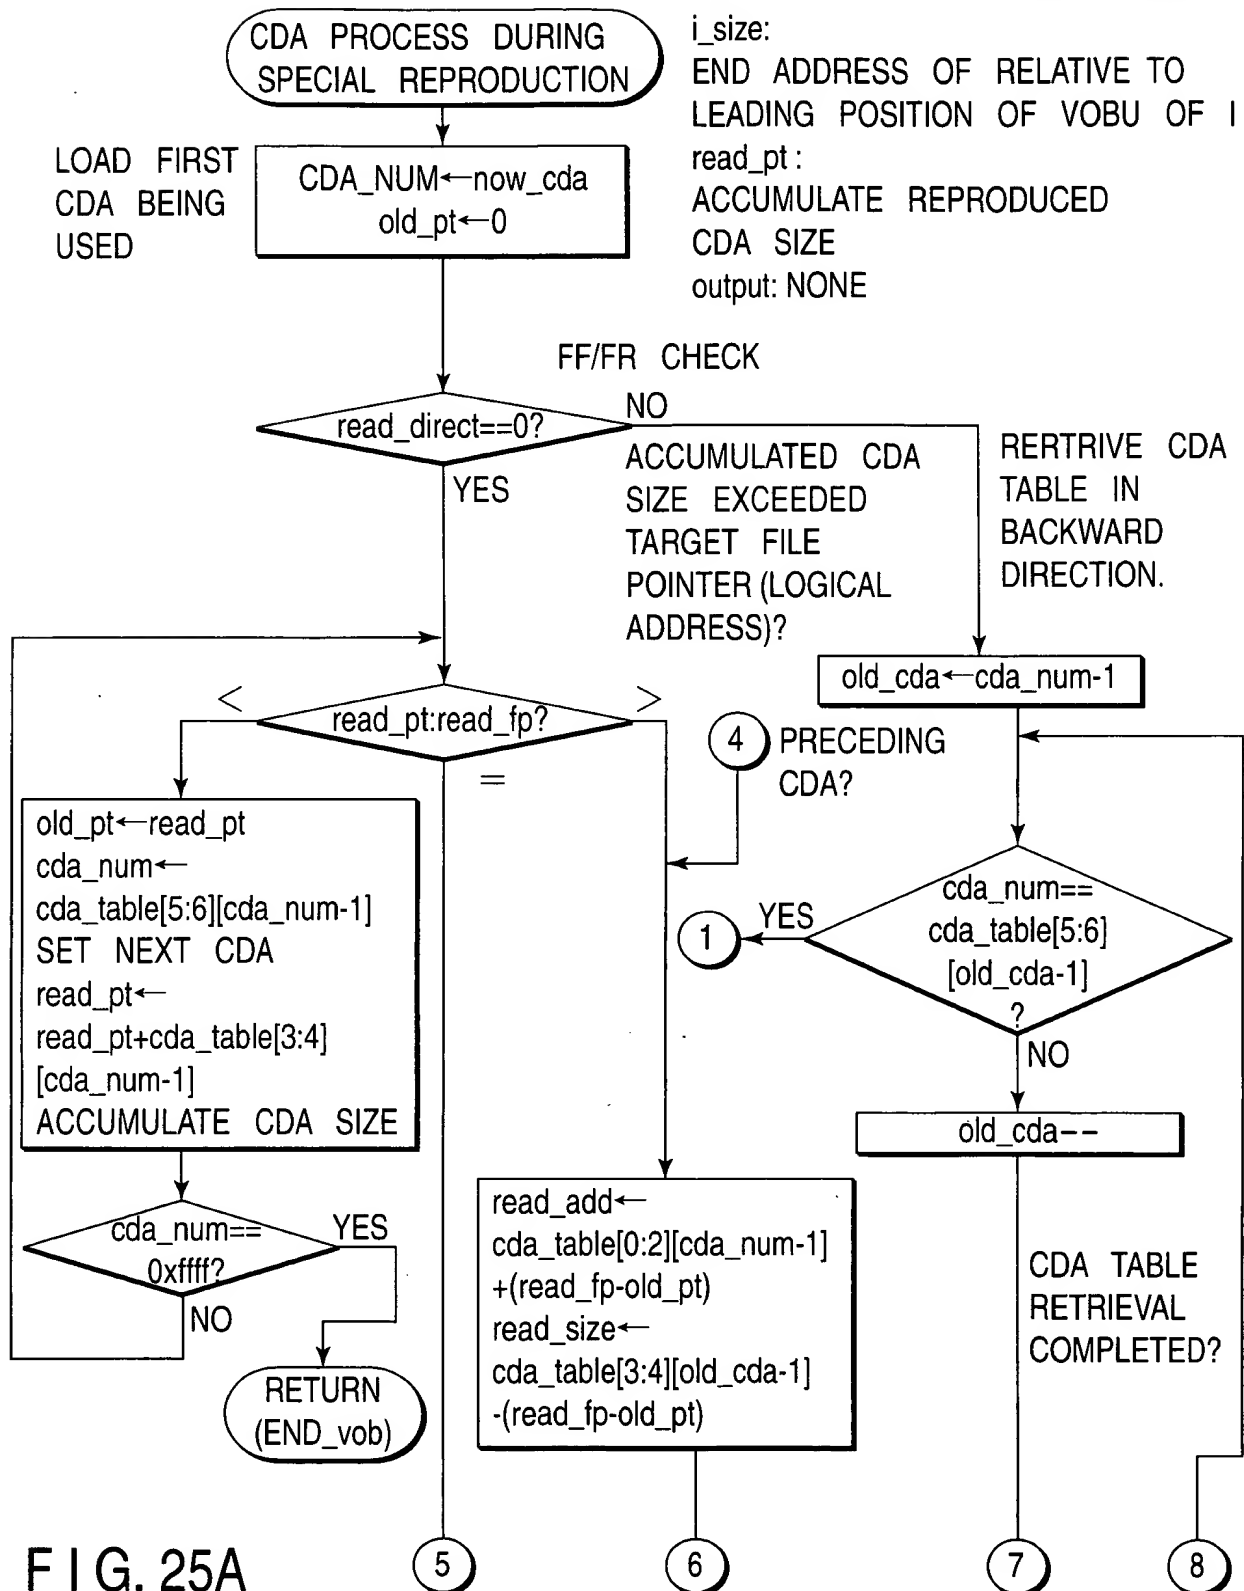 CDA PROCESS DURING
SPECIAL REPRODUCTION
i_size:
END ADDRESS OF RELATIVE TO
LEADING POSITION OF VOBU OF I
read_pt :
ACCUMULATE REPRODUCED
CDA SIZE
output: NONE
LOAD FIRST
CDA BEING
USED
CDA_NUM←now_cda
old_pt←0
FF/FR CHECK
read_direct==0?
NO
YES
ACCUMULATED CDA
SIZE EXCEEDED
TARGET FILE
POINTER (LOGICAL
ADDRESS)?
RERTRIVE CDA
TABLE IN
BACKWARD
DIRECTION.
old_cda←cda_num-1
<
read_pt:read_fp?
>
=
4
PRECEDING
CDA?
old_pt←read_pt
cda_num←
cda_table[5:6][cda_num-1]
SET NEXT CDA
read_pt←
read_pt+cda_table[3:4]
[cda_num-1]
ACCUMULATE CDA SIZE
1
YES
cda_num==
cda_table[5:6]
[old_cda-1]
?
NO
old_cda--
cda_num==
0xffff?
YES
NO
RETURN
(END_vob)
read_add←
cda_table[0:2][cda_num-1]
+(read_fp-old_pt)
read_size←
cda_table[3:4][old_cda-1]
-(read_fp-old_pt)
CDA TABLE
RETRIEVAL
COMPLETED?
5
6
7
8
FIG. 25A